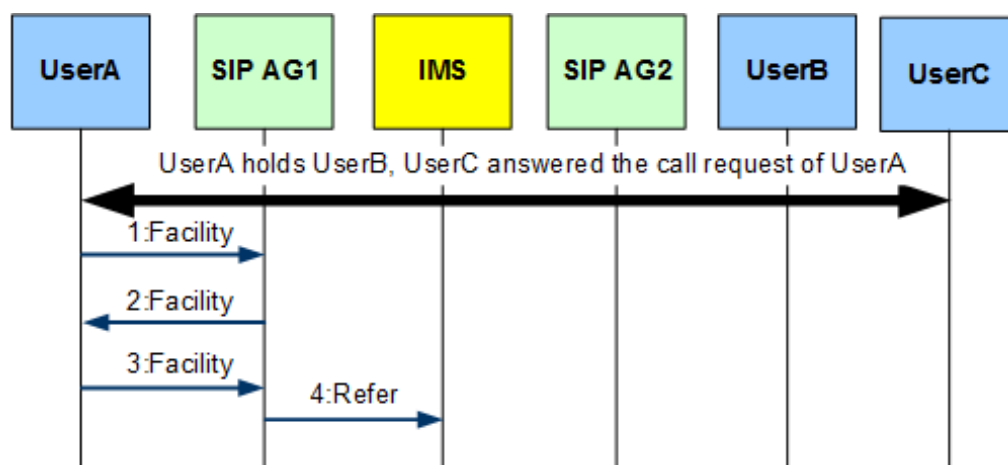 UserA
SIP AG1
IMS
SIP AG2
UserB
UserC
UserA holds UserB, UserC answered the call request of UserA
1:Facility
2:Facility
3:Facility
4:Refer